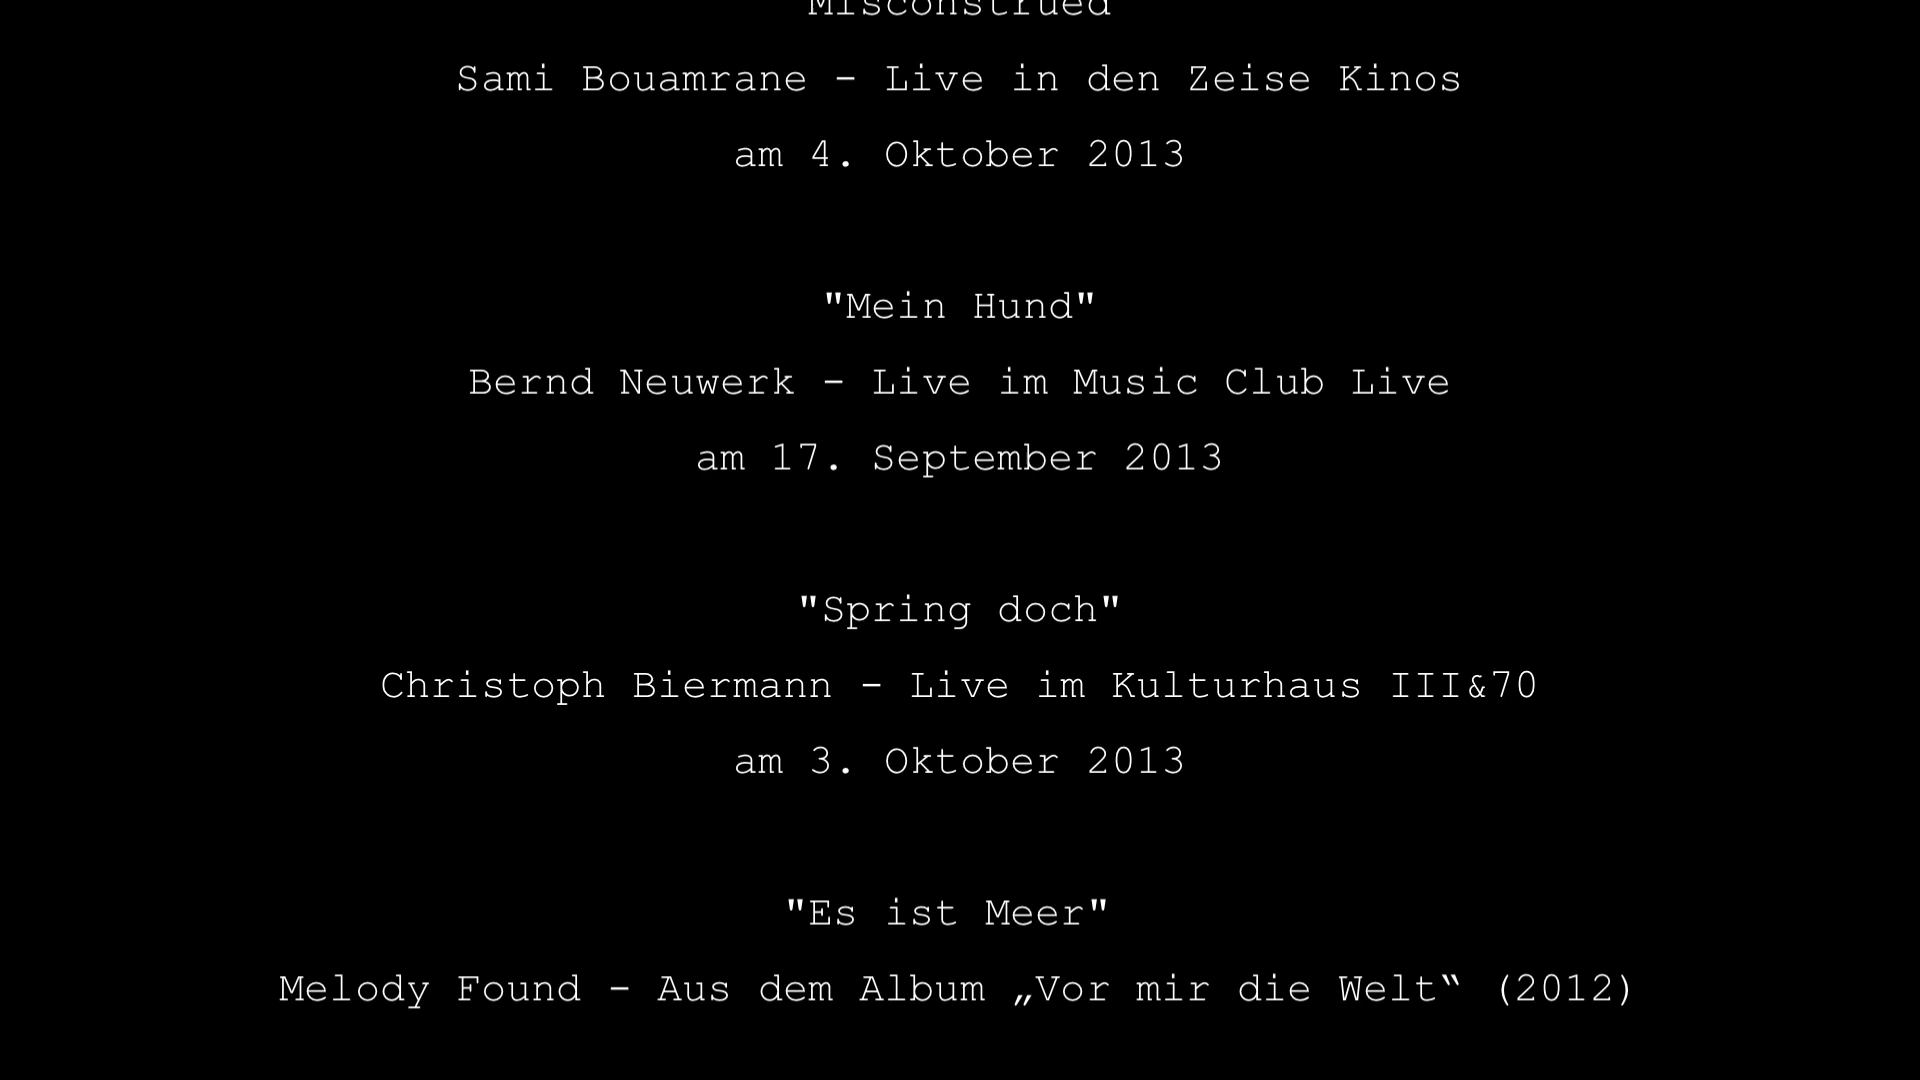 Misconstrued
Sami Bouamrane - Live in den Zeise Kinos
am 4. Oktober 2013
"Mein Hund"
Bernd Neuwerk - Live im Music Club Live
am 17. September 2013
"Spring doch"
Christoph Biermann - Live im Kulturhaus III&70
am 3. Oktober 2013
"Es ist Meer"
Melody Found - Aus dem Album „Vor mir die Welt‟ (2012)